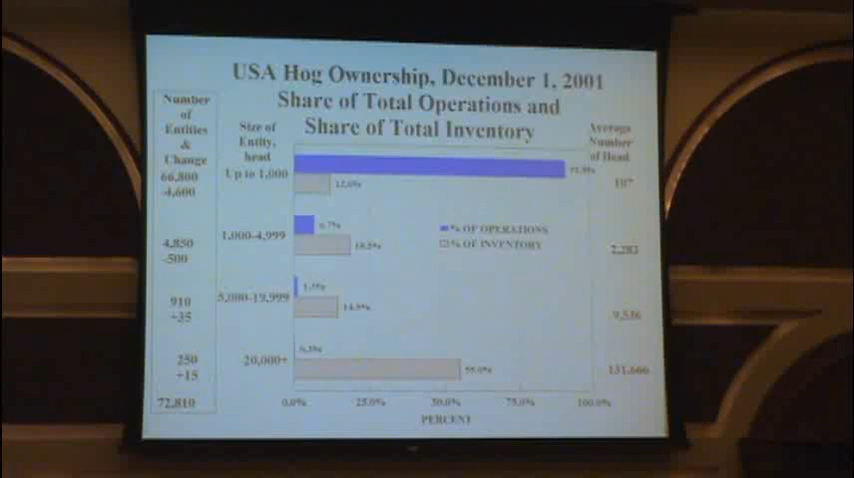 USA Hog Ownership, December 1, 2001
Share of Total Operations and
Share of Total Inventory
Number
of
Entities
&
Change
66,800
-4,600
4,850
-500
910
+35
250
+15
72,810
Size of
Entity,
head
Up to 1,000
1,000-4,999
5,000-19,999
20,000+
12.0%
6.7%
18.5%
14.5%
55.0%
% OF OPERATIONS
% OF INVENTORY
0.0% 25.0% 50.0% 75.0% 100.0%
PERCENT
Average
Number
of Head
107
2,283
9,536
131,666